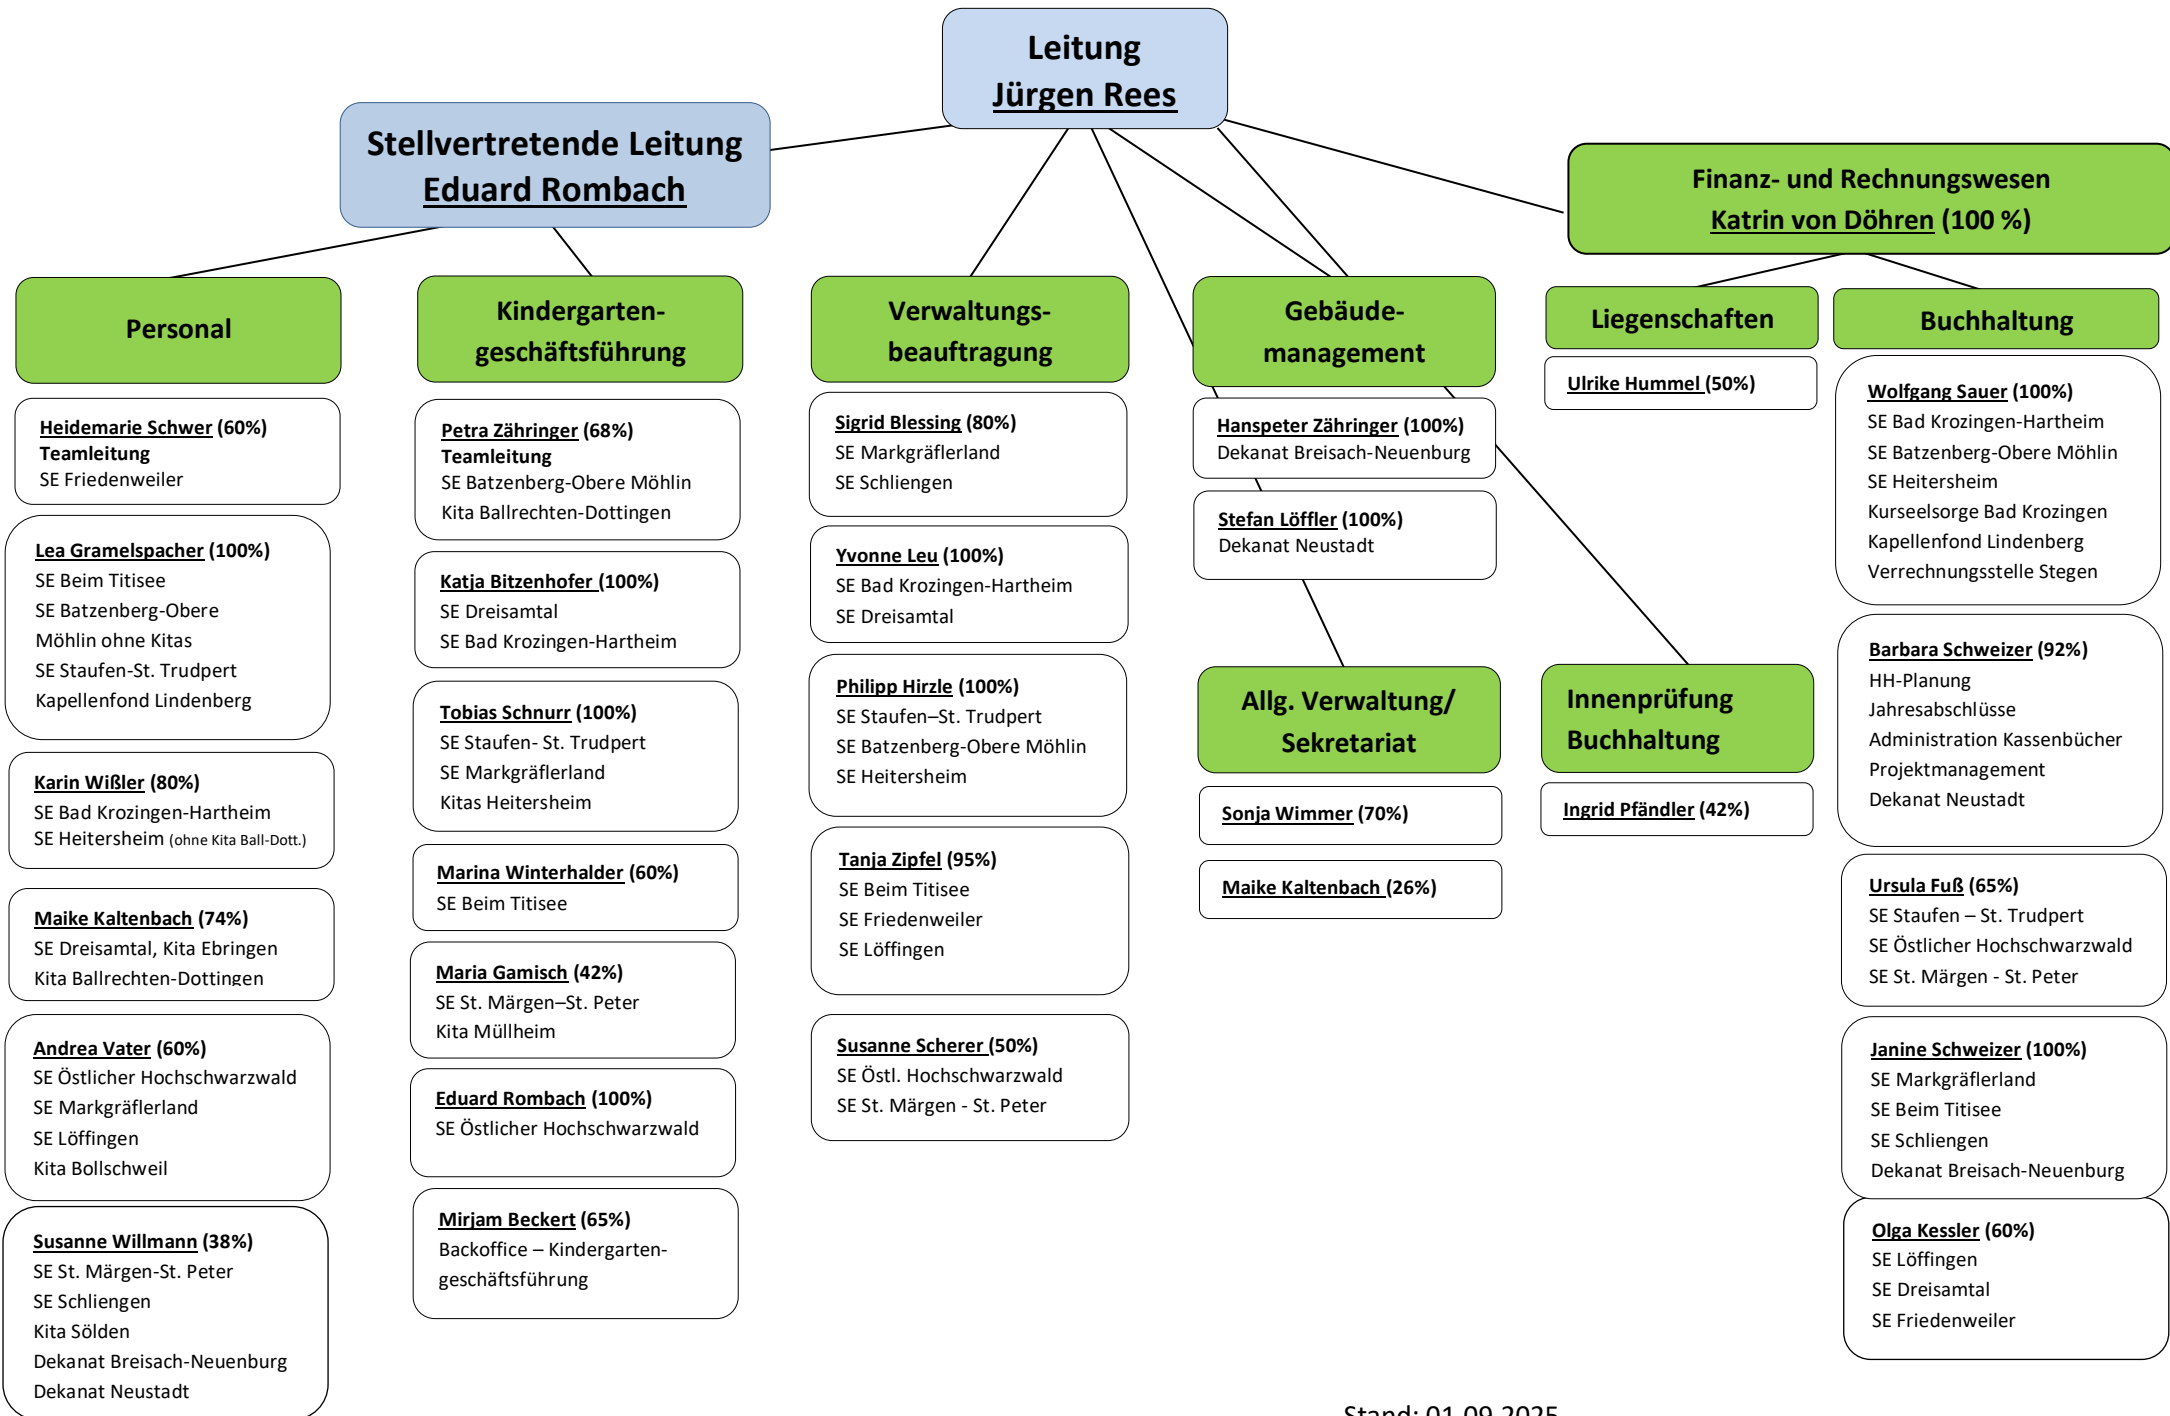 Leitung
Jürgen Rees
Stellvertretende Leitung
Eduard Rombach
Finanz- und Rechnungswesen
Katrin von Döhren (100 %)
Personal
Heidemarie Schwer (60%)
Teamleitung
SE Friedenweiler
Lea Gramelspacher (100%)
SE Beim Titisee
SE Batzenberg-Obere
Möhlin ohne Kitas
SE Staufen-St. Trudpert
Kapellenfond Lindenberg
Karin Wißler (80%)
SE Bad Krozingen-Hartheim
SE Heitersheim (ohne Kita Ball-Dott.)
Maike Kaltenbach (74%)
SE Dreisamtal, Kita Ebringen
Kita Ballrechten-Dottingen
Andrea Vater (60%)
SE Östlicher Hochschwarzwald
SE Markgräflerland
SE Löffingen
Kita Bollschweil
Susanne Willmann (38%)
SE St. Märgen-St. Peter
SE Schliengen
Kita Sölden
Dekanat Breisach-Neuenburg
Dekanat Neustadt
Kindergarten-
geschäftsführung
Petra Zähringer (68%)
Teamleitung
SE Batzenberg-Obere Möhlin
Kita Ballrechten-Dottingen
Katja Bitzenhofer (100%)
SE Dreisamtal
SE Bad Krozingen-Hartheim
Tobias Schnurr (100%)
SE Staufen- St. Trudpert
SE Markgräflerland
Kitas Heitersheim
Marina Winterhalder (60%)
SE Beim Titisee
Maria Gamisch (42%)
SE St. Märgen–St. Peter
Kita Müllheim
Eduard Rombach (100%)
SE Östlicher Hochschwarzwald
Mirjam Beckert (65%)
Backoffice – Kindergarten-
geschäftsführung
Verwaltungs-
beauftragung
Sigrid Blessing (80%)
SE Markgräflerland
SE Schliengen
Yvonne Leu (100%)
SE Bad Krozingen-Hartheim
SE Dreisamtal
Philipp Hirzle (100%)
SE Staufen–St. Trudpert
SE Batzenberg-Obere Möhlin
SE Heitersheim
Tanja Zipfel (95%)
SE Beim Titisee
SE Friedenweiler
SE Löffingen
Susanne Scherer (50%)
SE Östl. Hochschwarzwald
SE St. Märgen - St. Peter
Gebäude-
management
Hanspeter Zähringer (100%)
Dekanat Breisach-Neuenburg
Stefan Löffler (100%)
Dekanat Neustadt
Allg. Verwaltung/
Sekretariat
Sonja Wimmer (70%)
Maike Kaltenbach (26%)
Innenprüfung
Buchhaltung
Ingrid Pfändler (42%)
Liegenschaften
Ulrike Hummel (50%)
Buchhaltung
Wolfgang Sauer (100%)
SE Bad Krozingen-Hartheim
SE Batzenberg-Obere Möhlin
SE Heitersheim
Kurseelsorge Bad Krozingen
Kapellenfond Lindenberg
Verrechnungsstelle Stegen
Barbara Schweizer (92%)
HH-Planung
Jahresabschlüsse
Administration Kassenbücher
Projektmanagement
Dekanat Neustadt
Ursula Fuß (65%)
SE Staufen – St. Trudpert
SE Östlicher Hochschwarzwald
SE St. Märgen - St. Peter
Janine Schweizer (100%)
SE Markgräflerland
SE Beim Titisee
SE Schliengen
Dekanat Breisach-Neuenburg
Olga Kessler (60%)
SE Löffingen
SE Dreisamtal
SE Friedenweiler
Stand: 01.09.2025